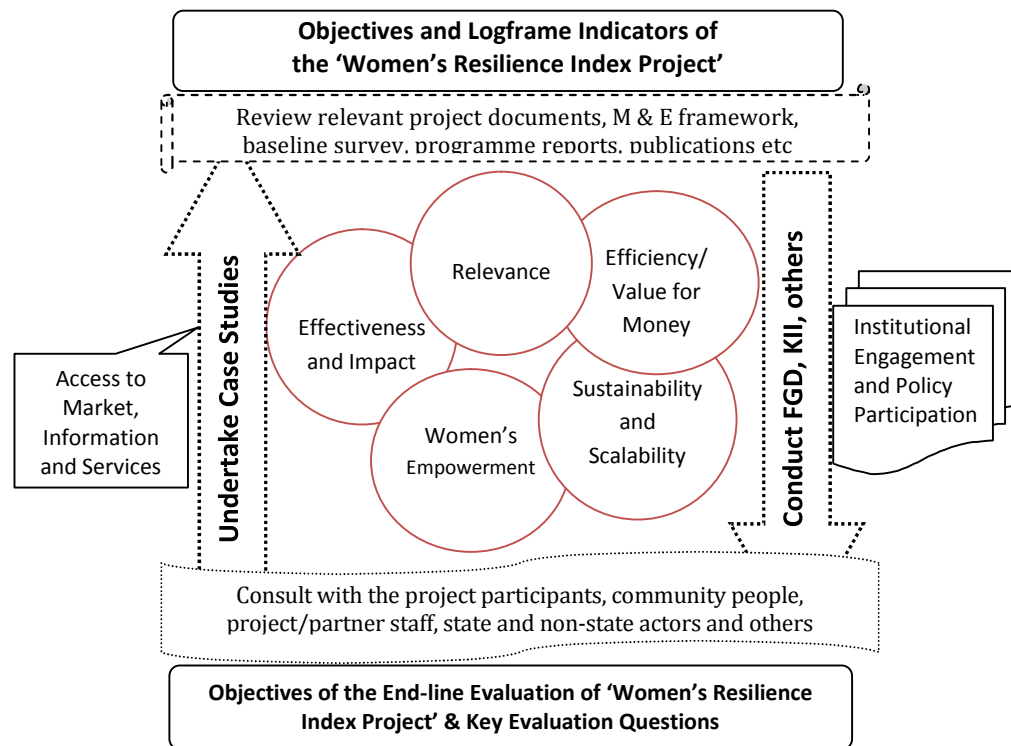 Objectives and Logframe Indicators of
the ‘Women’s Resilience Index Project’
Review relevant project documents, M & E framework,
baseline survey, programme reports, publications etc
Undertake Case Studies
Relevance
Efficiency/
Value for
Money
Effectiveness
and Impact
Sustainability
and
Scalability
Women’s
Empowerment
Conduct FGD, KII, others
Access to
Market,
Information
and Services
Institutional
Engagement
and Policy
Participation
Consult with the project participants, community people,
project/partner staff, state and non-state actors and others
Objectives of the End-line Evaluation of ‘Women’s Resilience
Index Project’ & Key Evaluation Questions